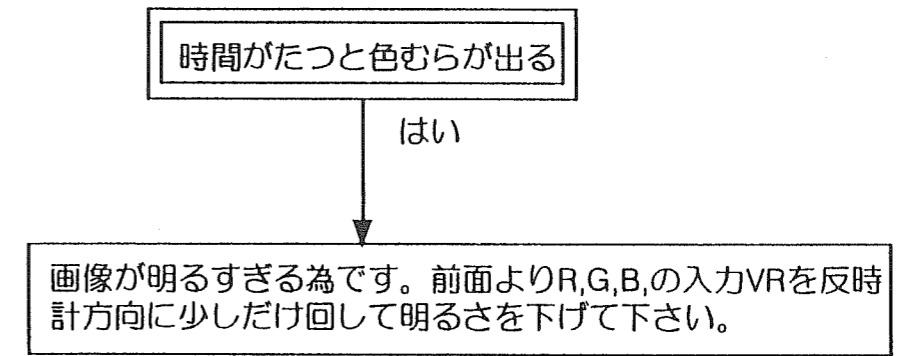 時間がたつと色むらが出る
はい
画像が明るすぎる為です。前面よりR,G,B,の入力VRを反時
計方向に少しだけ回して明るさを下げて下さい。